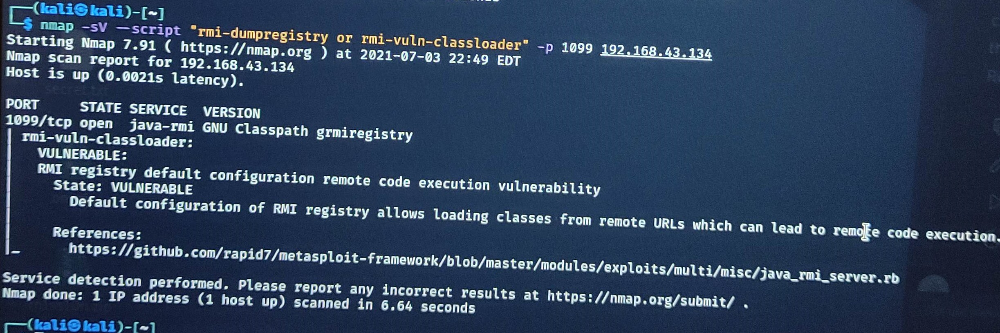 (kali㉿kali)-[~]
$ nmap -sV —script "rmi-dumpregistry or rmi-vuln-classloader" -p 1099 192.168.43.134
Starting Nmap 7.91 ( https://nmap.org ) at 2021-07-03 22:49 EDT
Nmap scan report for 192.168.43.134
Host is up (0.0021s latency).
PORT STATE SERVICE VERSION
1099/tcp open java-rmi GNU Classpath grmiregistry
| rmi-vuln-classloader:
| VULNERABLE:
| RMI registry default configuration remote code execution vulnerability
| State: VULNERABLE
| Default configuration of RMI registry allows loading classes from remote URLs which can lead to remote code execution.
|
| References:
|_ https://github.com/rapid7/metasploit-framework/blob/master/modules/exploits/multi/misc/java_rmi_server.rb
Service detection performed. Please report any incorrect results at https://nmap.org/submit/ .
Nmap done: 1 IP address (1 host up) scanned in 6.64 seconds
(kali㉿kali)-[~]